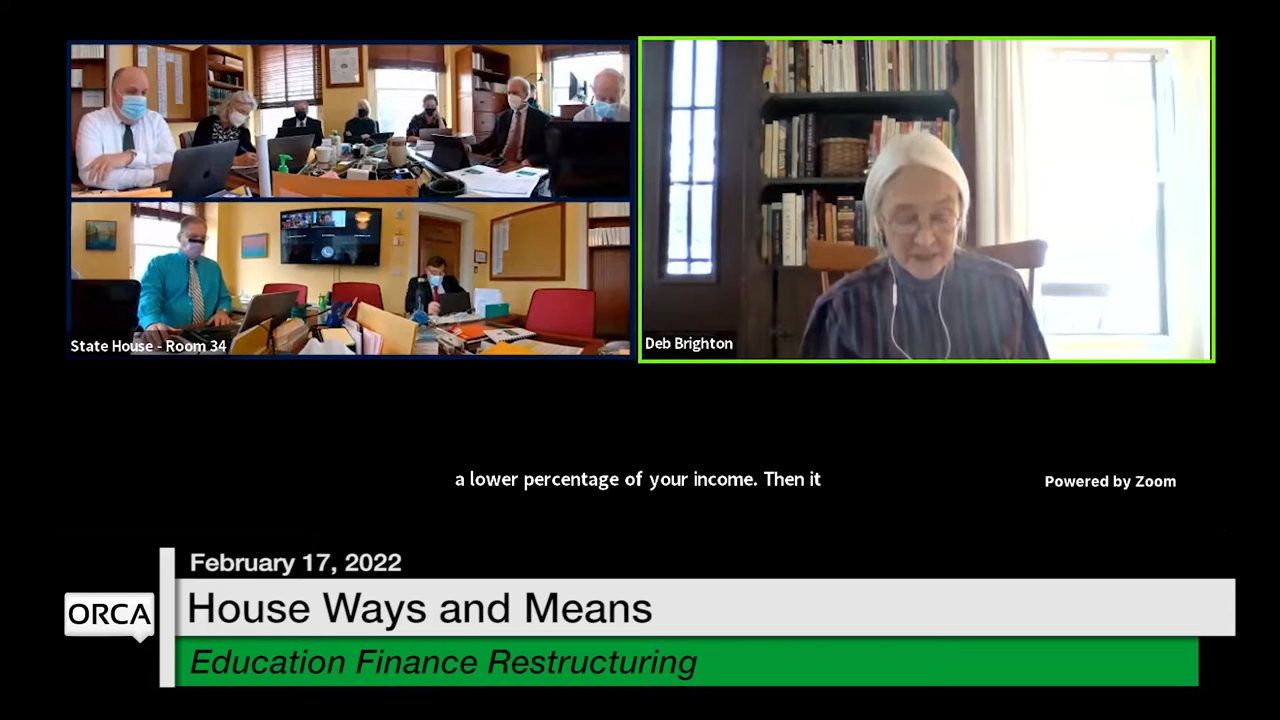 State House - Room 34
Deb Brighton
a lower percentage of your income. Then it
Powered by Zoom
February 17, 2022
ORCA
House Ways and Means
Education Finance Restructuring